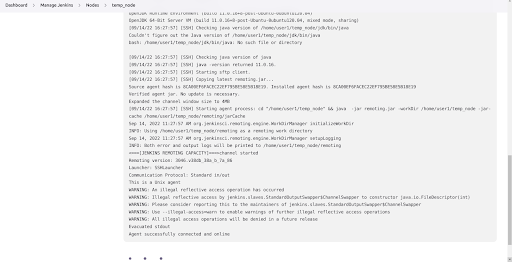 Dashboard > Manage Jenkins > Nodes > temp_node
OpenJDK Runtime Environment (build 11.0.16+8-post-Ubuntu-0ubuntu120.04)
OpenJDK 64-Bit Server VM (build 11.0.16+8-post-Ubuntu-0ubuntu120.04, mixed mode, sharing)
[09/14/22 16:27:57] [SSH] Checking java version of /home/user1/temp_node/jdk/bin/java
Couldn't figure out the Java version of /home/user1/temp_node/jdk/bin/java
bash: /home/user1/temp_node/jdk/bin/java: No such file or directory
[09/14/22 16:27:57] [SSH] Checking java version of java
[09/14/22 16:27:57] [SSH] java -version returned 11.0.16.
[09/14/22 16:27:57] [SSH] Starting sftp client.
[09/14/22 16:27:57] [SSH] Copying latest remoting.jar...
Source agent hash is Installed agent hash is
Verified agent jar. No update is necessary.
Expanded the channel window size to 4MB
[09/14/22 16:27:57] [SSH] Starting agent process: cd "/home/user1/temp_node" && java -jar remoting.jar -workDir /home/user1/temp_node -jar-
cache /home/user1/temp_node/remoting/jarCache
Sep 14, 2022 11:27:57 AM org.jenkinsci.remoting.engine.WorkDirManager initializeWorkDir
INFO: Using /home/user1/temp_node/remoting as a remoting work directory
Sep 14, 2022 11:27:57 AM org.jenkinsci.remoting.engine.WorkDirManager setupLogging
INFO: Both error and output logs will be printed to /home/user1/temp_node/remoting
<===[JENKINS REMOTING CAPACITY]===>channel started
Remoting version:
Launcher: SSHLauncher
Communication Protocol: Standard in/out
This is a Unix agent
WARNING: An illegal reflective access operation has occurred
WARNING: Illegal reflective access by jenkins.slaves.StandardOutputSwapper$ChannelSwapper to constructor java.io.FileDescriptor(int)
WARNING: Please consider reporting this to the maintainers of jenkins.slaves.StandardOutputSwapper$ChannelSwapper
WARNING: Use --illegal-access=warn to enable warnings of further illegal reflective access operations
WARNING: All illegal access operations will be denied in a future release
Evacuated stdout
Agent successfully connected and online